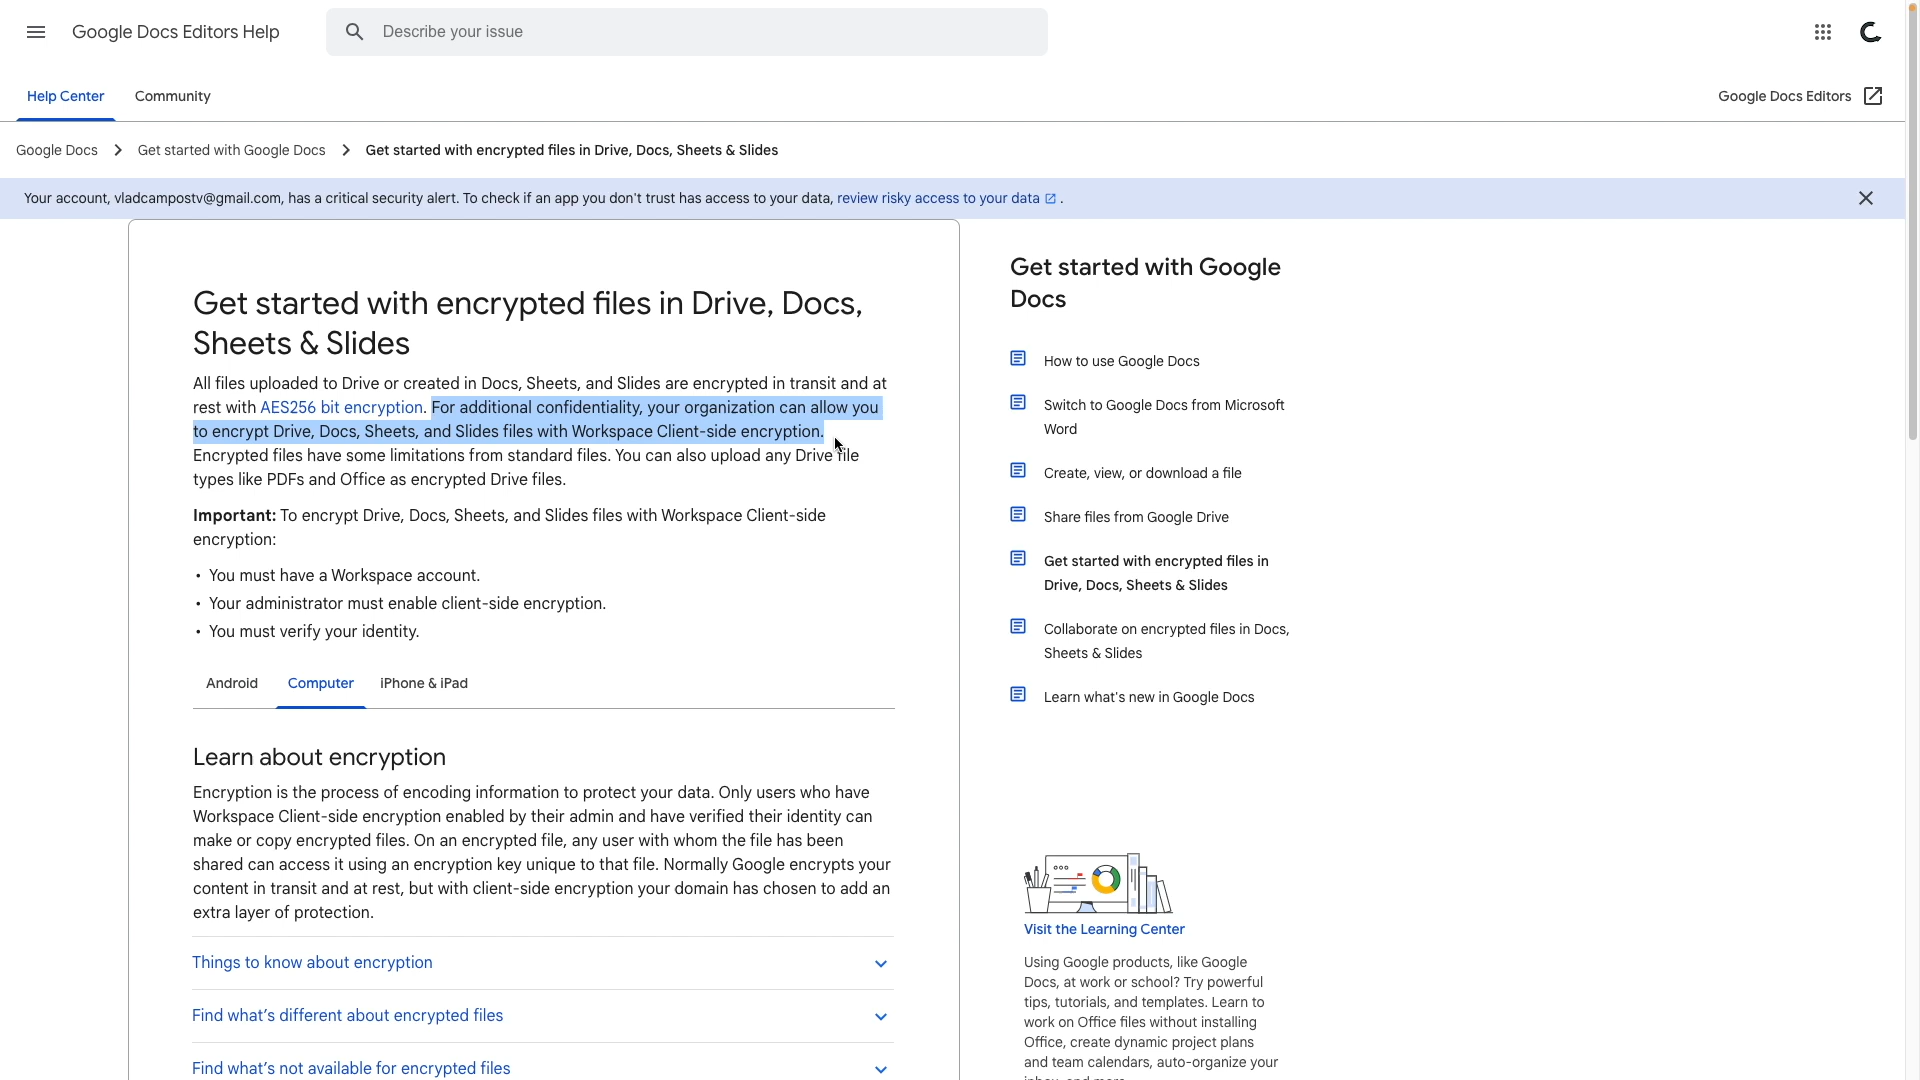 Google Docs Editors Help
Describe your issue
Help Center
Community
Google Docs Editors
Google Docs
Get started with Google Docs
Get started with encrypted files in Drive, Docs, Sheets & Slides
Your account, vladcampostv@gmail.com, has a critical security alert. To check if an app you don't trust has access to your data, review risky access to your data .
Get started with encrypted files in Drive, Docs,
Sheets & Slides
All files uploaded to Drive or created in Docs, Sheets, and Slides are encrypted in transit and at
rest with AES256 bit encryption. For additional confidentiality, your organization can allow you
to encrypt Drive, Docs, Sheets, and Slides files with Workspace Client-side encryption.
Encrypted files have some limitations from standard files. You can also upload any Drive file
types like PDFs and Office as encrypted Drive files.
Important: To encrypt Drive, Docs, Sheets, and Slides files with Workspace Client-side
encryption:
• You must have a Workspace account.
• Your administrator must enable client-side encryption.
• You must verify your identity.
Android
Computer
iPhone & iPad
Learn about encryption
Encryption is the process of encoding information to protect your data. Only users who have
Workspace Client-side encryption enabled by their admin and have verified their identity can
make or copy encrypted files. On an encrypted file, any user with whom the file has been
shared can access it using an encryption key unique to that file. Normally Google encrypts your
content in transit and at rest, but with client-side encryption your domain has chosen to add an
extra layer of protection.
Things to know about encryption
Find what's different about encrypted files
Find what's not available for encrypted files
Get started with Google
Docs
How to use Google Docs
Switch to Google Docs from Microsoft
Word
Create, view, or download a file
Share files from Google Drive
Get started with encrypted files in
Drive, Docs, Sheets & Slides
Collaborate on encrypted files in Docs,
Sheets & Slides
Learn what's new in Google Docs
Visit the Learning Center
Using Google products, like Google
Docs, at work or school? Try powerful
tips, tutorials, and templates. Learn to
work on Office files without installing
Office, create dynamic project plans
and team calendars, auto-organize your